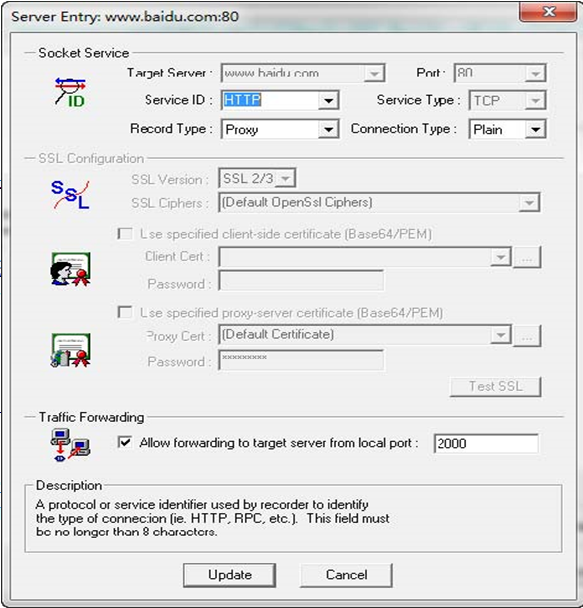 Server Entry: www.baidu.com:80
Socket Service
Target Server : www.baidu.com Port : 80
Service ID : HTTP Service Type : TCP
Record Type : Proxy Connection Type : Plain
SSL Configuration
SSL Version : SSL 2/3
SSL Ciphers : (Default OpenSsl Ciphers)
Use specified client-side certificate (Base64/PEM)
Client Cert : ...
Password :
Use specified proxy-server certificate (Base64/PEM)
Proxy Cert : (Default Certificate) ...
Password : *********
Test SSL
Traffic Forwarding
Allow forwarding to target server from local port : 2000
Description
A protocol or service identifier used by recorder to identify
the type of connection (ie. HTTP, RPC, etc.). This field must
be no longer than 8 characters.
Update Cancel